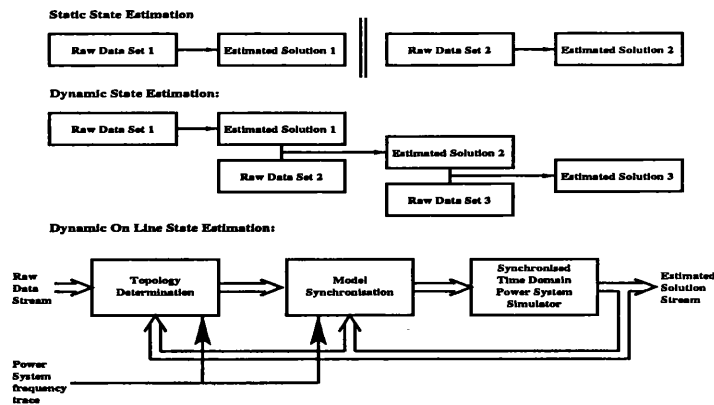 Static State Estimation
Raw Data Set 1
Estimated Solution 1
Raw Data Set 2
Estimated Solution 2
Dynamic State Estimation:
Raw Data Set 1
Estimated Solution 1
Raw Data Set 2
Estimated Solution 2
Raw Data Set 3
Estimated Solution 3
Dynamic On Line State Estimation:
Raw
Data
Stream
Topology
Determination
Model
Synchronisation
Synchronised
Time Domain
Power System
Simulator
Estimated
Solution
Stream
Power
System
frequency
trace